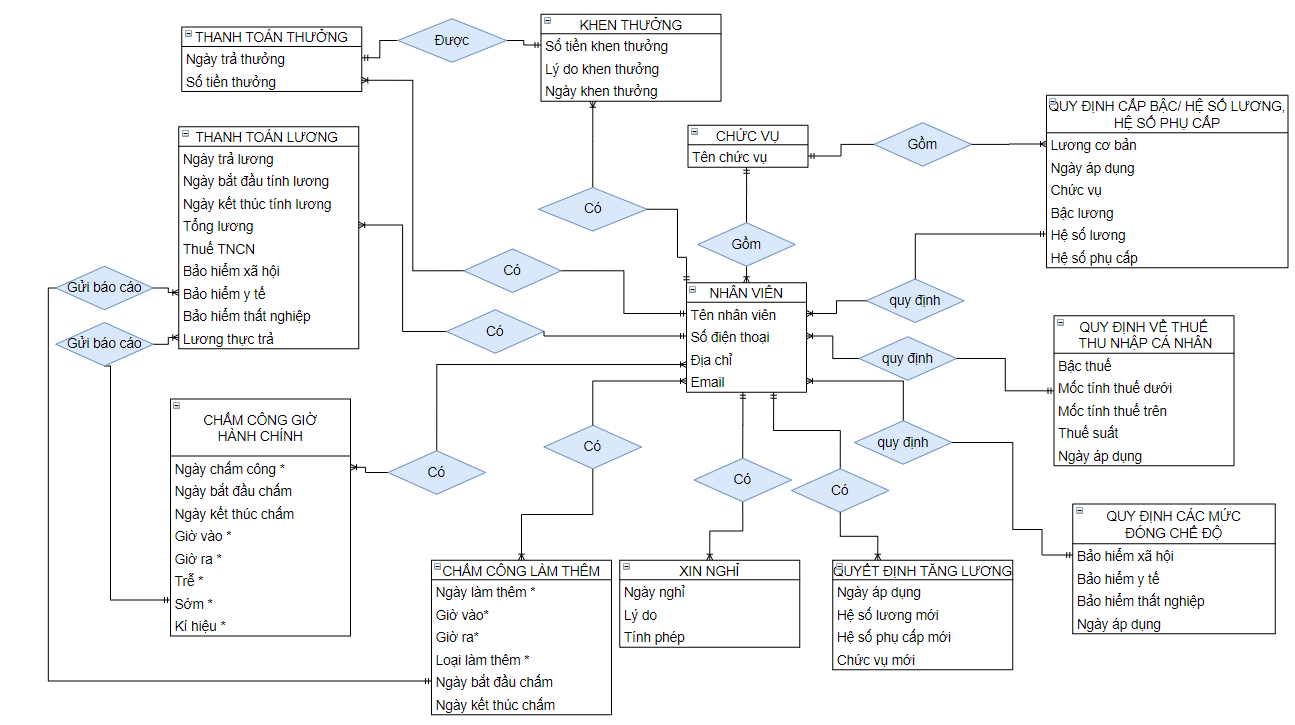 THANH TOÁN THƯỞNG
Ngày trả thưởng
Số tiền thưởng
Được
KHEN THƯỞNG
Số tiền khen thưởng
Lý do khen thưởng
Ngày khen thưởng
THANH TOÁN LƯƠNG
Ngày trả lương
Ngày bắt đầu tính lương
Ngày kết thúc tính lương
Tổng lương
Thuế TNCN
Bảo hiểm xã hội
Bảo hiểm y tế
Bảo hiểm thất nghiệp
Lương thực trả
CHỨC VỤ
Tên chức vụ
Gồm
QUY ĐỊNH CẤP BẬC/ HỆ SỐ LƯƠNG,
HỆ SỐ PHỤ CẤP
Lương cơ bản
Ngày áp dụng
Chức vụ
Bậc lương
Hệ số lương
Hệ số phụ cấp
Có
Gồm
Có
Có
Gửi báo cáo
Gửi báo cáo
NHÂN VIÊN
Tên nhân viên
Số điện thoại
Địa chỉ
Email
quy định
quy định
quy định
QUY ĐỊNH VỀ THUẾ
THU NHẬP CÁ NHÂN
Bậc thuế
Mốc tính thuế dưới
Mốc tính thuế trên
Thuế suất
Ngày áp dụng
CHẤM CÔNG GIỜ
HÀNH CHÍNH
Ngày chấm công *
Ngày bắt đầu chấm
Ngày kết thúc chấm
Giờ vào *
Giờ ra *
Trễ *
Sớm *
Kí hiệu *
Có
Có
Có
Có
CHẤM CÔNG LÀM THÊM
Ngày làm thêm *
Giờ vào*
Giờ ra*
Loại làm thêm *
Ngày bắt đầu chấm
Ngày kết thúc chấm
XIN NGHỈ
Ngày nghỉ
Lý do
Tính phép
QUYẾT ĐỊNH TĂNG LƯƠNG
Ngày áp dụng
Hệ số lương mới
Hệ số phụ cấp mới
Chức vụ mới
QUY ĐỊNH CÁC MỨC
ĐÓNG CHẾ ĐỘ
Bảo hiểm xã hội
Bảo hiểm y tế
Bảo hiểm thất nghiệp
Ngày áp dụng